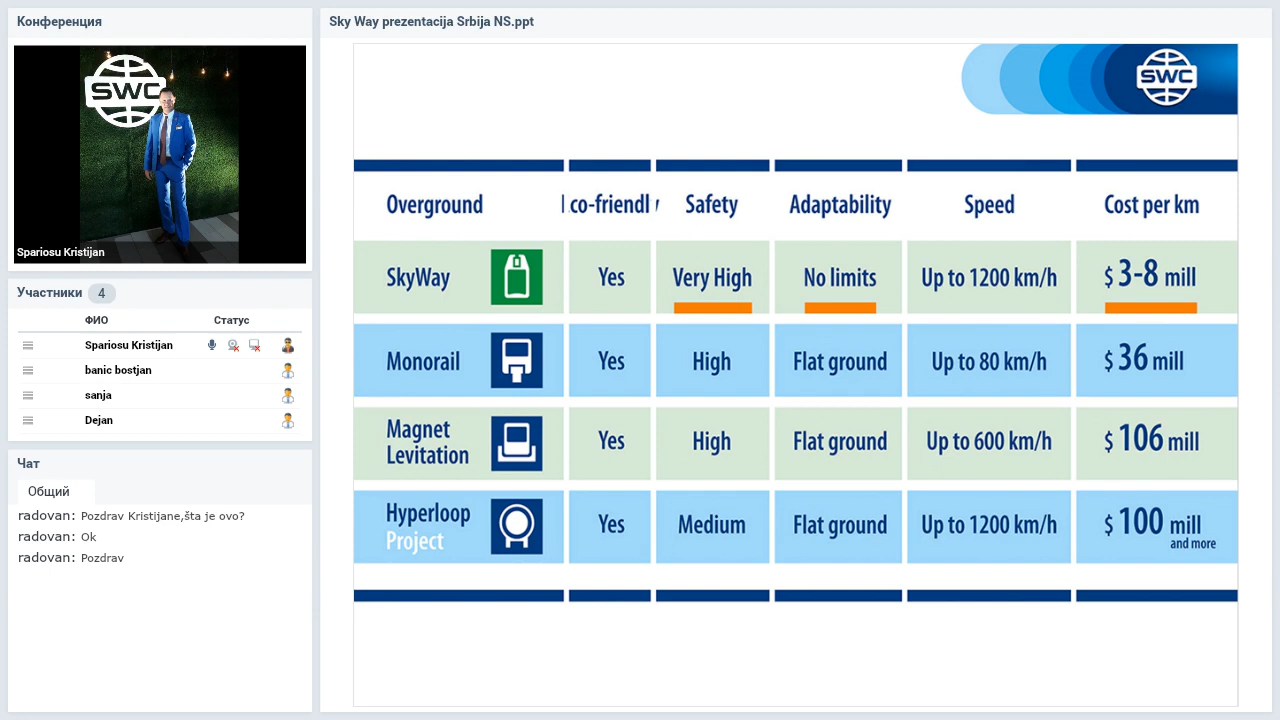 Конференция
SWC
Spariosu Kristijan
Участники 4
ФИО Статус
Spariosu Kristijan
banic bostjan
sanja
Dejan
Чат
Общий
radovan: Pozdrav Kristijane,šta je ovo?
radovan: Ok
radovan: Pozdrav
Sky Way prezentacija Srbija NS.ppt
SWC
Overground Eco-friendly Safety Adaptability Speed Cost per km
SkyWay Yes Very High No limits Up to 1200 km/h $ 3-8 mill
Monorail Yes High Flat ground Up to 80 km/h $ 36 mill
Magnet
Levitation Yes High Flat ground Up to 600 km/h $ 106 mill
Hyperloop
Project Yes Medium Flat ground Up to 1200 km/h $ 100 mill
and more